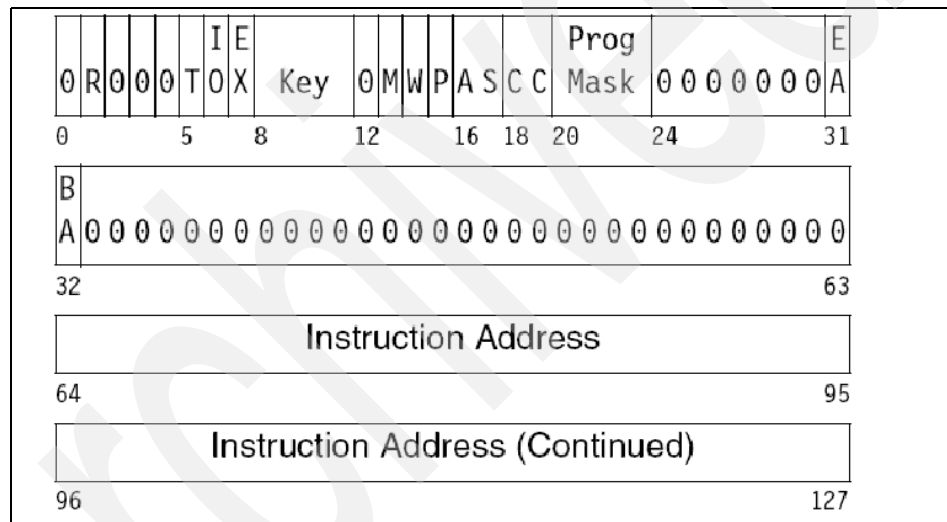 I E Prog E
0 R 0 0 0 T O X Key 0 M W P A S C C Mask 0 0 0 0 0 0 0 A
0 5 8 12 16 18 20 24 31
B
A 0 0 0 0 0 0 0 0 0 0 0 0 0 0 0 0 0 0 0 0 0 0 0 0 0 0 0 0 0 0 0
32 63
Instruction Address
64 95
Instruction Address (Continued)
96 127